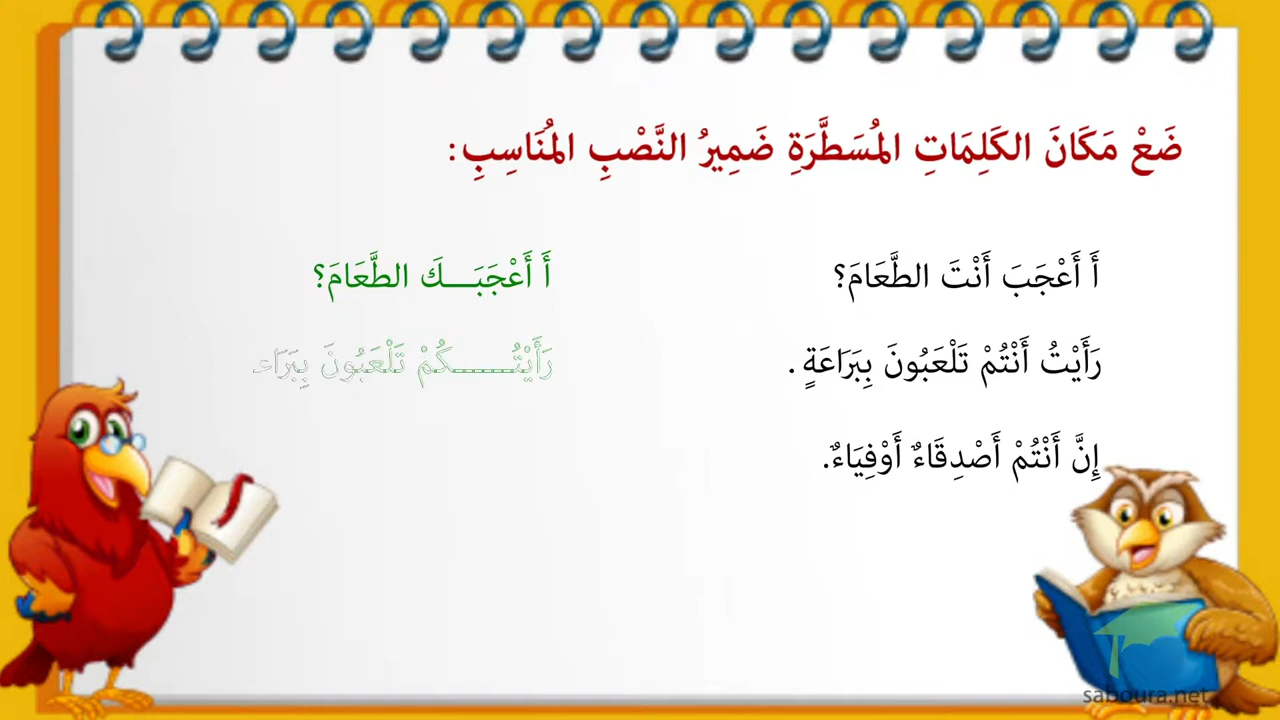 ضَعْ مَكَانَ الكَلِمَاتِ المُسَطَّرَةِ ضَمِيرُ النَّصْبِ المُنَاسِبِ:
أَ أَعْجَبَ أَنْتَ الطَّعَامَ؟
أَ أَعْجَبَـــكَ الطَّعَامَ؟
رَأَيْتُ أَنْتُمْ تَلْعَبُونَ بِبَرَاعَةٍ .
رَأَيْتُــــــكُمْ تَلْعَبُونَ
إِنَّ أَنْتُمْ أَصْدِقَاءٌ أَوْفِيَاءٌ.
saboura.net